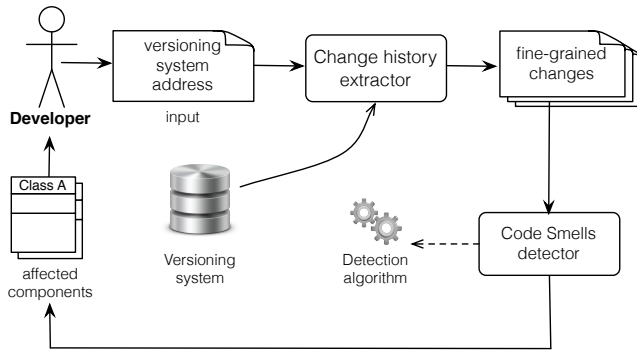 versioning
system
address
input
Change history
extractor
fine-grained
changes
Developer
Class A
affected
components
Versioning
system
Detection
algorithm
Code Smells
detector